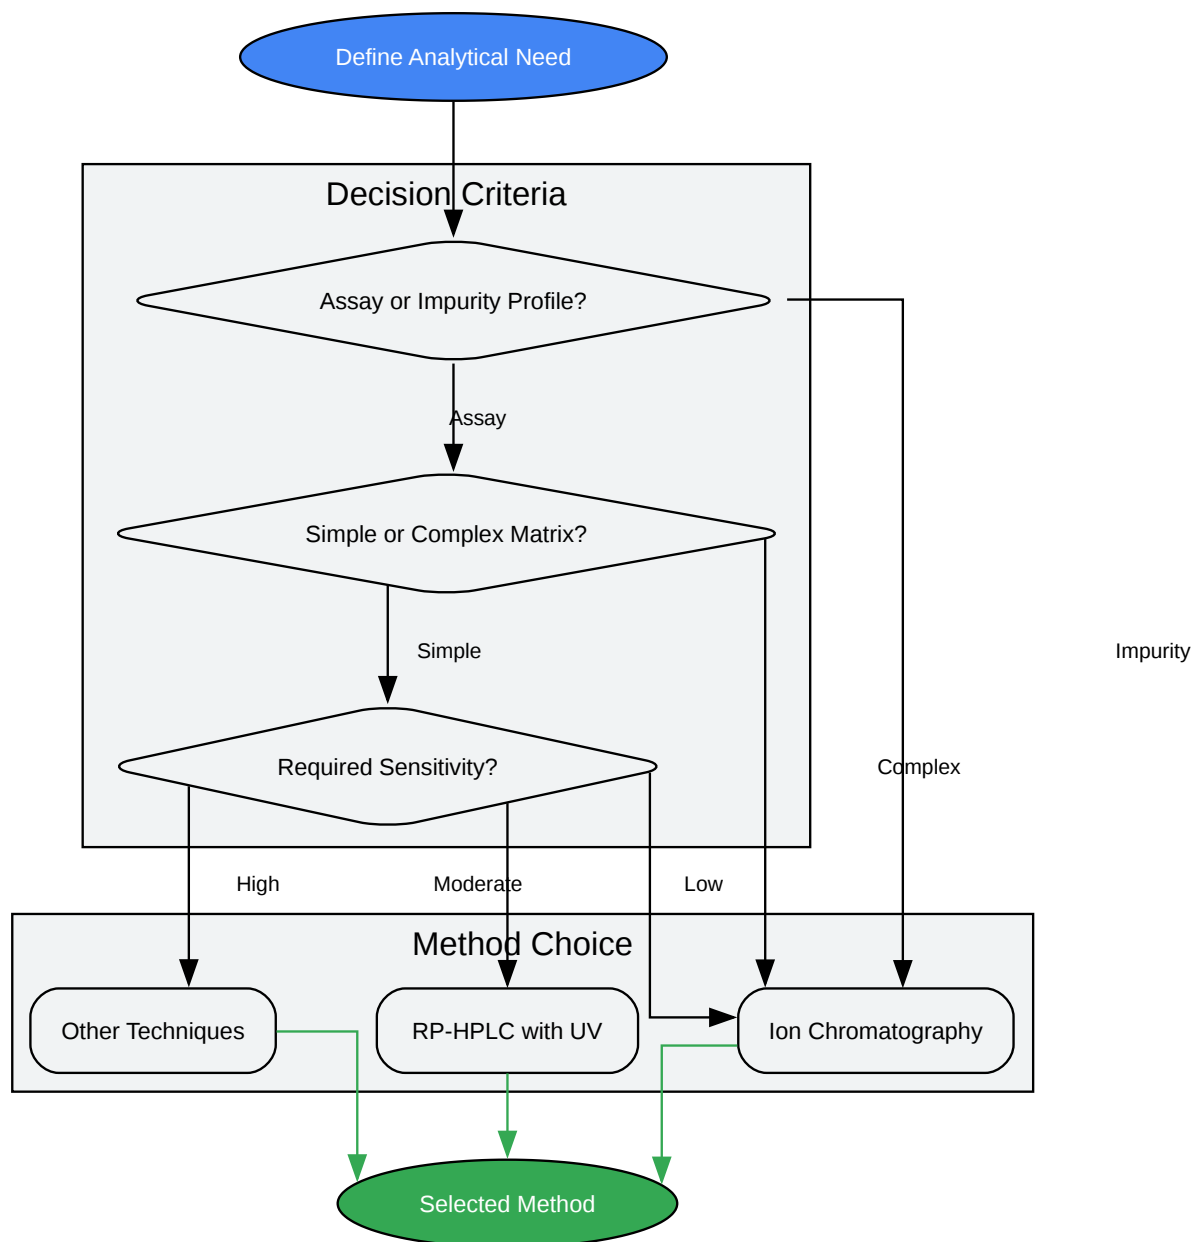 Define Analytical Need
Decision Criteria
Assay or Impurity Profile?
Assay
Simple or Complex Matrix?
Simple
Impurity
Required Sensitivity?
Complex
High
Moderate
Low
Method Choice
Other Techniques
RP-HPLC with UV
Ion Chromatography
Selected Method